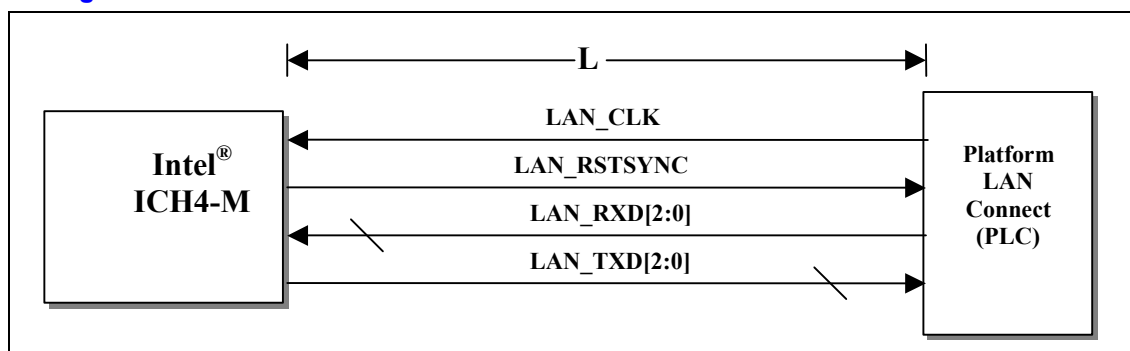 L
LAN_CLK
Intel®
ICH4-M
LAN_RSTSYNC
LAN_RXD[2:0]
LAN_TXD[2:0]
Platform
LAN
Connect
(PLC)